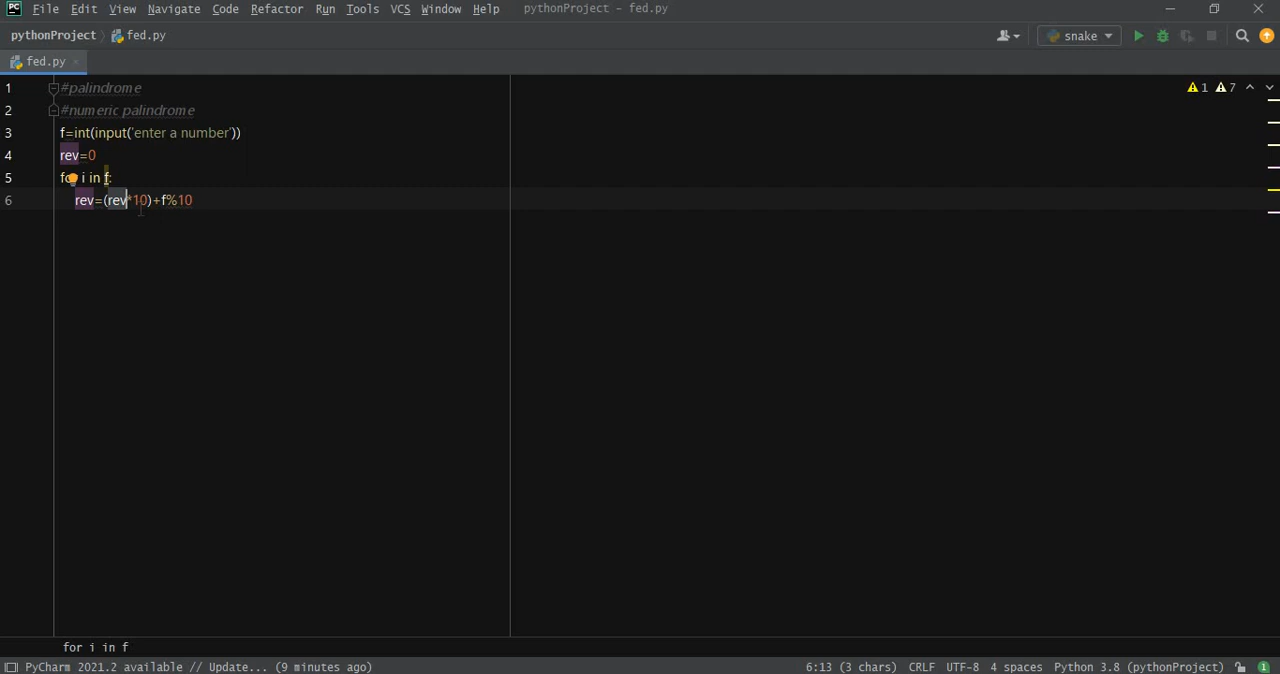 PC File Edit View Navigate Code Refactor Run Tools VCS Window Help pythonProject – fed.py
pythonProject fed.py snake
fed.py
1 #palindrome 1 7
2 #numeric palindrome
3 f=int(input('enter a number'))
4 rev=0
5 for i in f:
6 rev=(rev*10)+f%10
for i in f
PyCharm 2021.2 available // Update... (9 minutes ago) 6:13 (3 chars) CRLF UTF-8 4 spaces Python 3.8 (pythonProject)